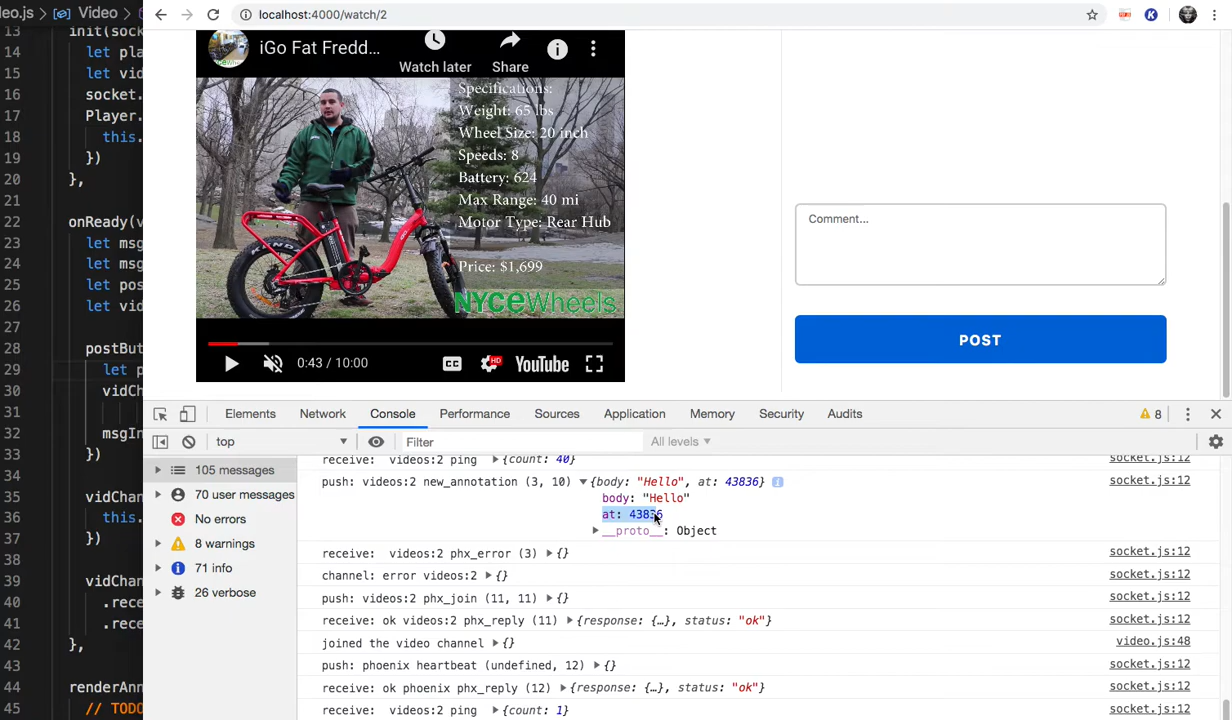 eo.js › Video › localhost:4000/watch/2
13 init(soc
14 let pla
15 let vid
16 socket.
17 Player.
18 this.
19 })
20 },
21
22 onReady(v
23 let msg
24 let msg
25 let pos
26 let vid
27
28 postBut
29 let p
30 vidCh
31
32 msgIn
33 })
34
35 vidChan
36 this.
37 })
38
39 vidChan
40 .rece
41 .rece
42 },
43
44 renderAnn
45 // TODO
iGo Fat Fredd...
Watch later Share
Specifications:
Weight: 65 lbs
Wheel Size: 20 inch
Speeds: 8
Battery: 624
Max Range: 40 mi
Motor Type: Rear Hub
Price: $1,699
NYCeWheels
KENDA
0:43 / 10:00 CC HD YouTube
Comment...
POST
Elements Network Console Performance Sources Application Memory Security Audits 8
top Filter All levels
105 messages
70 user messages
No errors
8 warnings
71 info
26 verbose
receive: videos:2 ping {count: 40} socket.js:12
push: videos:2 new_annotation (3, 10) {body: "Hello", at: 43836} socket.js:12
body: "Hello"
at: 43836
__proto__: Object
receive: videos:2 phx_error (3) {} socket.js:12
channel: error videos:2 {} socket.js:12
push: videos:2 phx_join (11, 11) {} socket.js:12
receive: ok videos:2 phx_reply (11) {response: {…}, status: "ok"} socket.js:12
joined the video channel {} video.js:48
push: phoenix heartbeat (undefined, 12) {} socket.js:12
receive: ok phoenix phx_reply (12) {response: {…}, status: "ok"} socket.js:12
receive: videos:2 ping {count: 1} socket.js:12